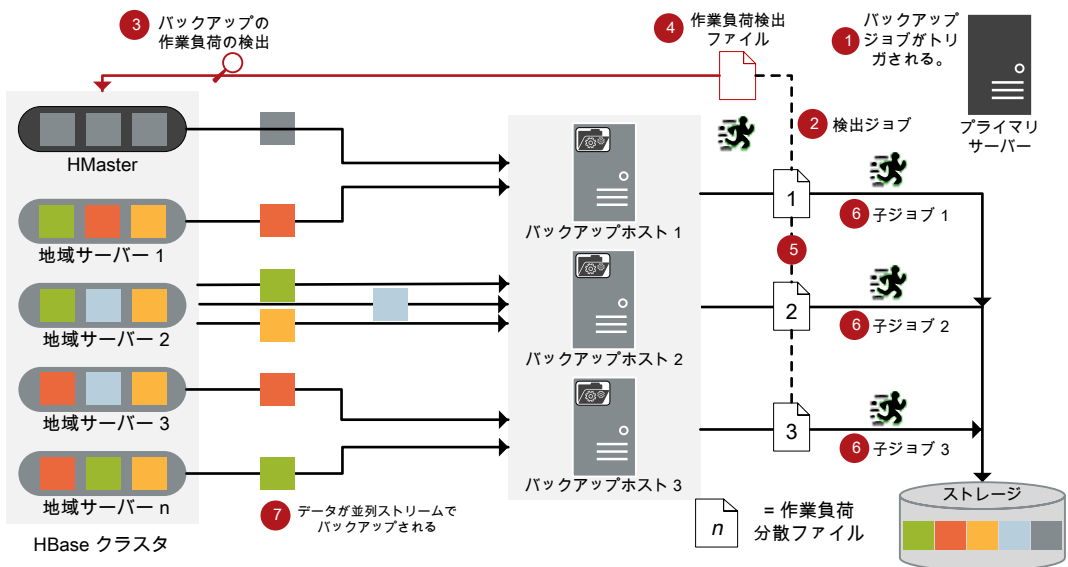 3
バックアップの
作業負荷の検出
4
作業負荷検出
ファイル
1
バックアップ
ジョブがトリ
ガされる。
プライマリ
サーバー
2
検出ジョブ
HMaster
地域サーバー 1
地域サーバー 2
地域サーバー 3
地域サーバー n
HBase クラスタ
バックアップホスト 1
バックアップホスト 2
バックアップホスト 3
1
6
子ジョブ 1
5
2
6
子ジョブ 2
3
6
子ジョブ 3
7
データが並列ストリームで
バックアップされる
n
= 作業負荷
分散ファイル
ストレージ